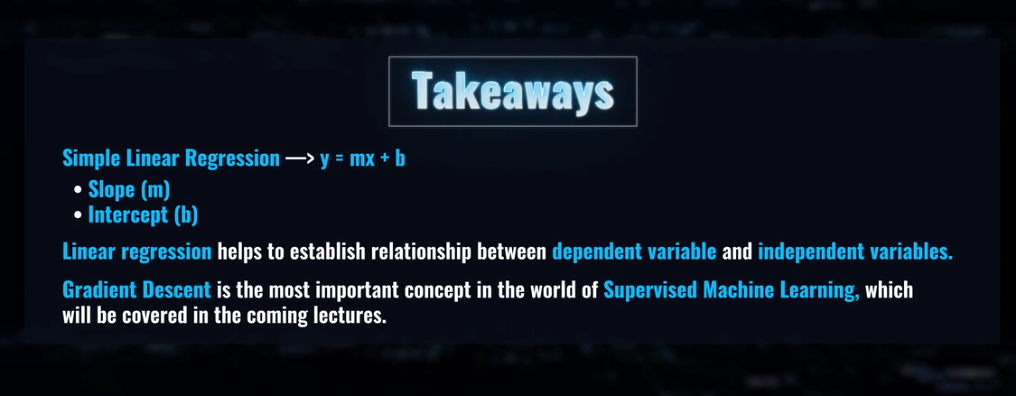 Takeaways
Simple Linear Regression —> y = mx + b
• Slope (m)
• Intercept (b)
Linear regression helps to establish relationship between dependent variable and independent variables.
Gradient Descent is the most important concept in the world of Supervised Machine Learning, which
will be covered in the coming lectures.